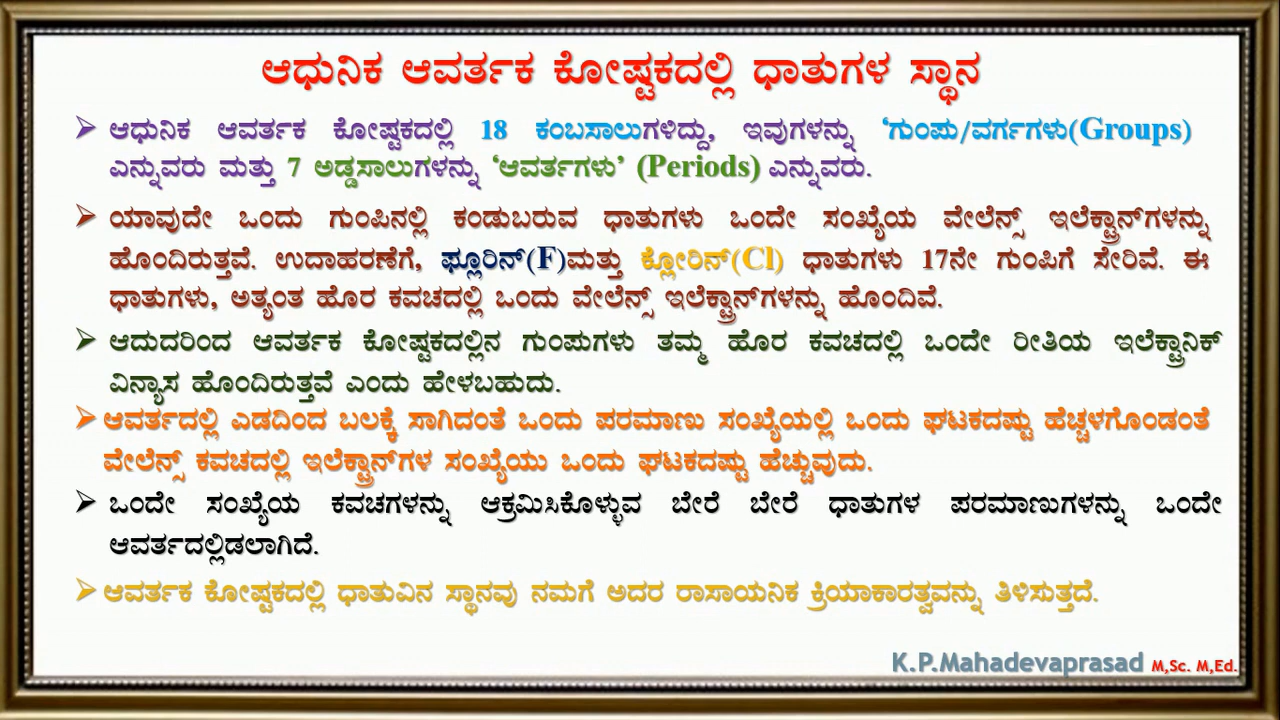 ಆಧುನಿಕ ಆವರ್ತಕ ಕೋಷ್ಟಕದಲ್ಲಿ ಧಾತುಗಳ ಸ್ಥಾನ
➢ ಆಧುನಿಕ ಆವರ್ತಕ ಕೋಷ್ಟಕದಲ್ಲಿ 18 ಕಂಬಸಾಲುಗಳಿದ್ದು, ಇವುಗಳನ್ನು ‘ಗುಂಪು/ವರ್ಗಗಳು(Groups)
ಎನ್ನುವರು ಮತ್ತು 7 ಅಡ್ಡಸಾಲುಗಳನ್ನು ‘ಆವರ್ತಗಳು’ (Periods) ಎನ್ನುವರು.
➢ ಯಾವುದೇ ಒಂದು ಗುಂಪಿನಲ್ಲಿ ಕಂಡುಬರುವ ಧಾತುಗಳು ಒಂದೇ ಸಂಖ್ಯೆಯ ವೇಲೆನ್ಸ್ ಇಲೆಕ್ಟ್ರಾನ್‌ಗಳನ್ನು
ಹೊಂದಿರುತ್ತವೆ. ಉದಾಹರಣೆಗೆ, ಫ್ಲೂರಿನ್(F)ಮತ್ತು ಕ್ಲೋರಿನ್(Cl) ಧಾತುಗಳು 17ನೇ ಗುಂಪಿಗೆ ಸೇರಿವೆ. ಈ
ಧಾತುಗಳು, ಅತ್ಯಂತ ಹೊರ ಕವಚದಲ್ಲಿ ಒಂದು ವೇಲೆನ್ಸ್ ಇಲೆಕ್ಟ್ರಾನ್‌ಗಳನ್ನು ಹೊಂದಿವೆ.
➢ ಆದುದರಿಂದ ಆವರ್ತಕ ಕೋಷ್ಟಕದಲ್ಲಿನ ಗುಂಪುಗಳು ತಮ್ಮ ಹೊರ ಕವಚದಲ್ಲಿ ಒಂದೇ ರೀತಿಯ ಇಲೆಕ್ಟ್ರಾನಿಕ್
ವಿನ್ಯಾಸ ಹೊಂದಿರುತ್ತವೆ ಎಂದು ಹೇಳಬಹುದು.
➢ ಆವರ್ತದಲ್ಲಿ ಎಡದಿಂದ ಬಲಕ್ಕೆ ಸಾಗಿದಂತೆ ಒಂದು ಪರಮಾಣು ಸಂಖ್ಯೆಯಲ್ಲಿ ಒಂದು ಘಟಕದಷ್ಟು ಹೆಚ್ಚಳಗೊಂಡಂತೆ
ವೇಲೆನ್ಸ್ ಕವಚದಲ್ಲಿ ಇಲೆಕ್ಟ್ರಾನ್‌ಗಳ ಸಂಖ್ಯೆಯು ಒಂದು ಘಟಕದಷ್ಟು ಹೆಚ್ಚುವುದು.
➢ ಒಂದೇ ಸಂಖ್ಯೆಯ ಕವಚಗಳನ್ನು ಆಕ್ರಮಿಸಿಕೊಳ್ಳುವ ಬೇರೆ ಬೇರೆ ಧಾತುಗಳ ಪರಮಾಣುಗಳನ್ನು ಒಂದೇ
ಆವರ್ತದಲ್ಲಿಡಲಾಗಿದೆ.
➢ ಆವರ್ತಕ ಕೋಷ್ಟಕದಲ್ಲಿ ಧಾತುವಿನ ಸ್ಥಾನವು ನಮಗೆ ಅದರ ರಾಸಾಯನಿಕ ಕ್ರಿಯಾಕಾರತ್ವವನ್ನು ತಿಳಿಸುತ್ತದೆ.
K.P.Mahadevaprasad M,Sc. M,Ed.